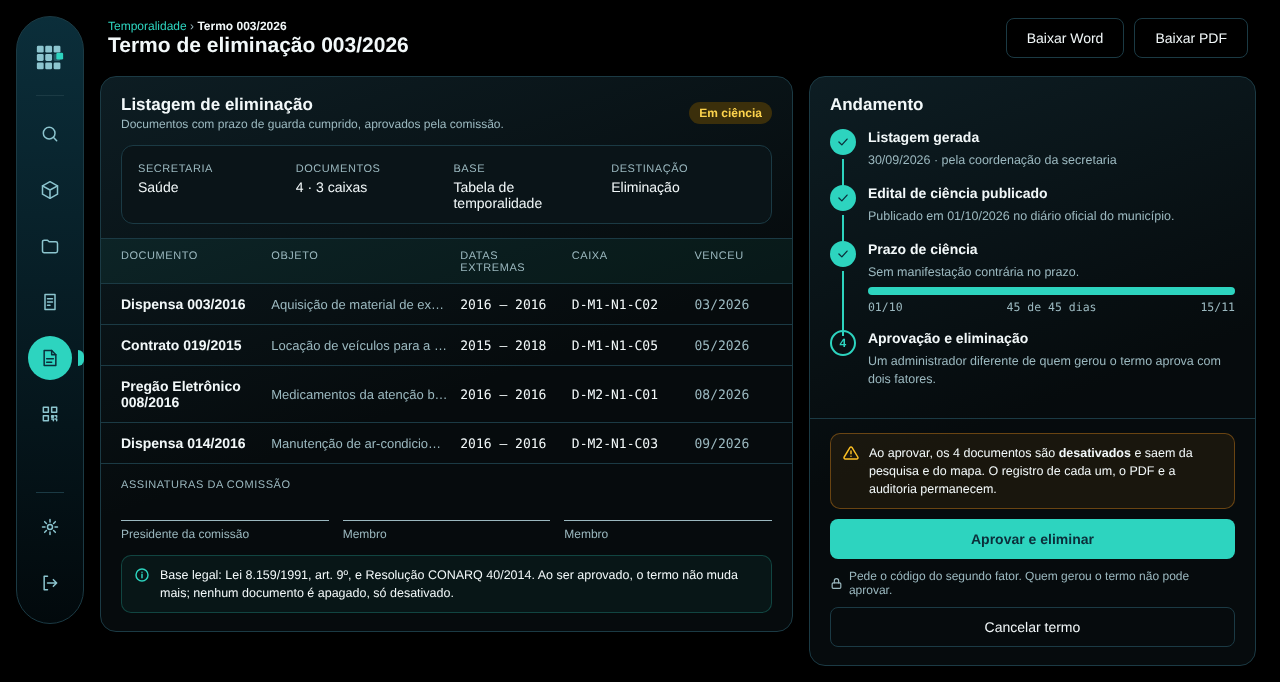 Temporalidade › Termo 003/2026
Termo de eliminação 003/2026
Baixar Word
Baixar PDF
Listagem de eliminação
Documentos com prazo de guarda cumprido, aprovados pela comissão.
Em ciência
SECRETARIA
Saúde
DOCUMENTOS
4 · 3 caixas
BASE
Tabela de
temporalidade
DESTINAÇÃO
Eliminação
DOCUMENTO OBJETO DATAS EXTREMAS CAIXA VENCEU
Dispensa 003/2016 Aquisição de material de ex… 2016 – 2016 D-M1-N1-C02 03/2026
Contrato 019/2015 Locação de veículos para a … 2015 – 2018 D-M1-N1-C05 05/2026
Pregão Eletrônico 008/2016 Medicamentos da atenção b… 2016 – 2016 D-M2-N1-C01 08/2026
Dispensa 014/2016 Manutenção de ar-condicio… 2016 – 2016 D-M2-N1-C03 09/2026
ASSINATURAS DA COMISSÃO
Presidente da comissão
Membro
Membro
Base legal: Lei 8.159/1991, art. 9º, e Resolução CONARQ 40/2014. Ao ser aprovado, o termo não muda
mais; nenhum documento é apagado, só desativado.
Andamento
Listagem gerada
30/09/2026 · pela coordenação da secretaria
Edital de ciência publicado
Publicado em 01/10/2026 no diário oficial do município.
Prazo de ciência
Sem manifestação contrária no prazo.
01/10 45 de 45 dias 15/11
4
Aprovação e eliminação
Um administrador diferente de quem gerou o termo aprova com
dois fatores.
Ao aprovar, os 4 documentos são desativados e saem da
pesquisa e do mapa. O registro de cada um, o PDF e a
auditoria permanecem.
Aprovar e eliminar
Pede o código do segundo fator. Quem gerou o termo não pode
aprovar.
Cancelar termo